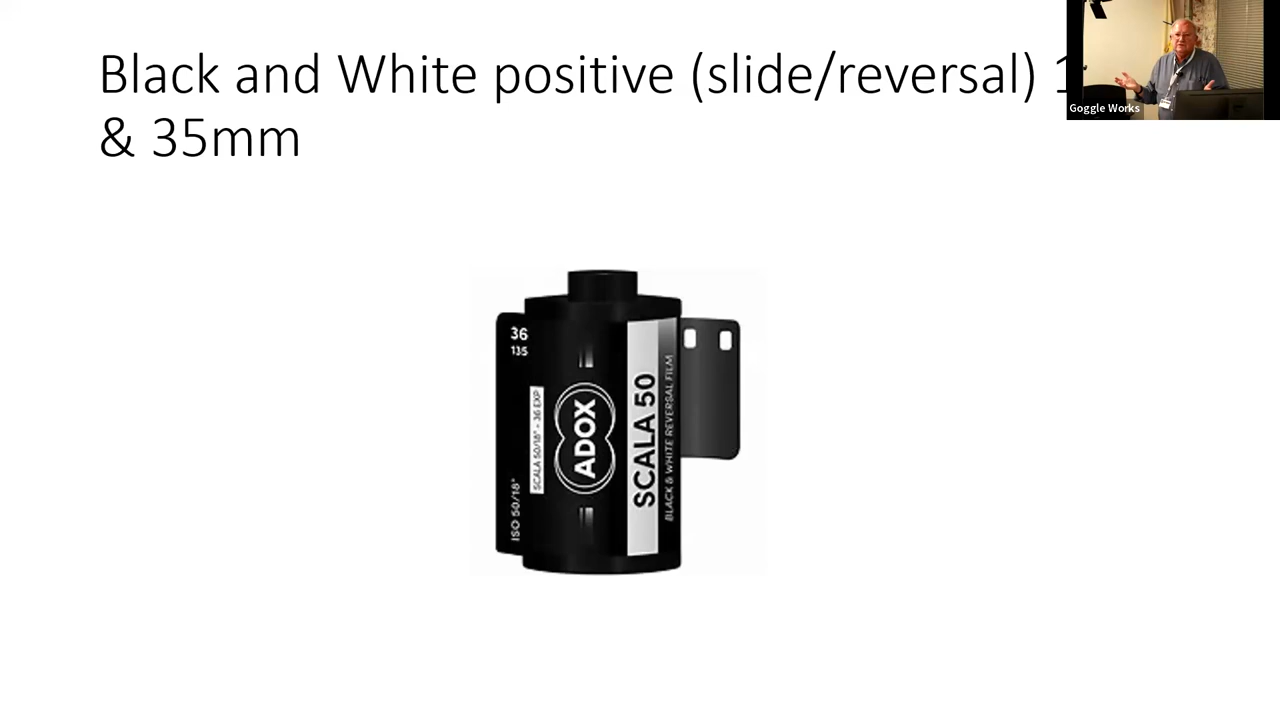 Black and White positive (slide/reversal)
& 35mm
Goggle Works
36
135
SCALA 50/18° - 36 EXP
ISO 50/18°
ADOX
SCALA 50
BLACK & WHITE REVERSAL FILM